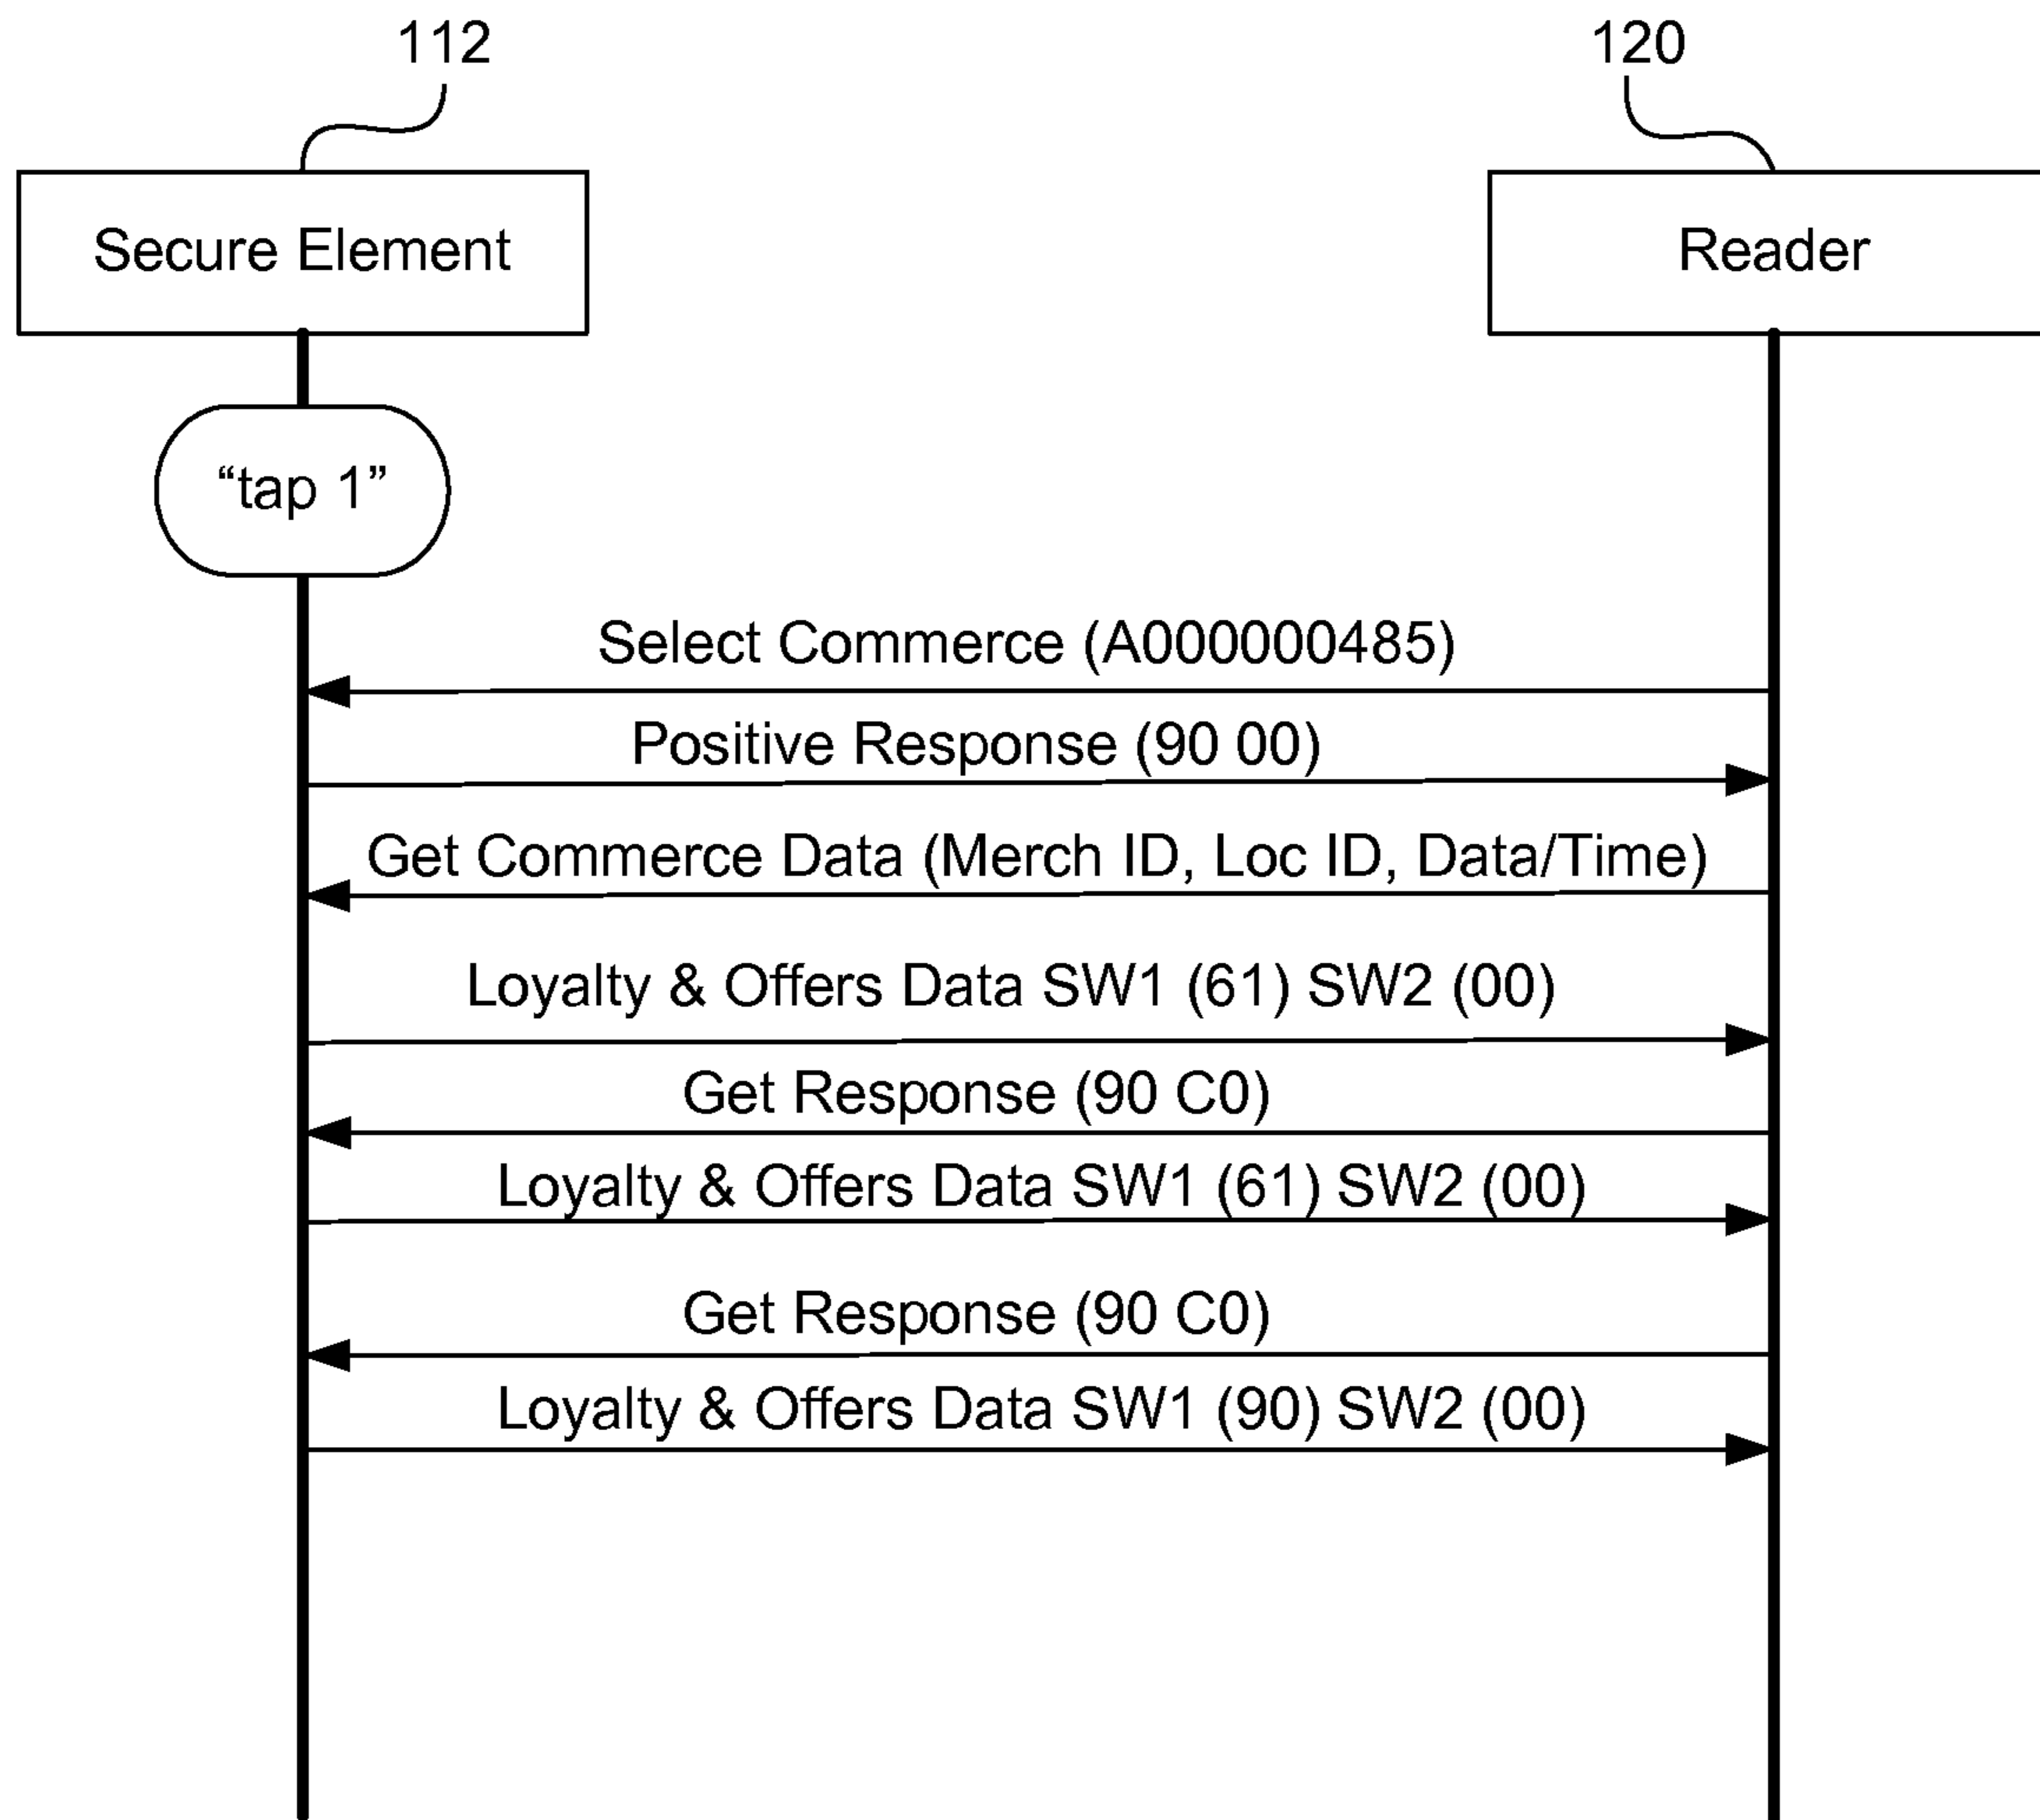 112
120
Secure Element
Reader
“tap 1”
Select Commerce (A000000485)
Positive Response (90 00)
Get Commerce Data (Merch ID, Loc ID, Data/Time)
Loyalty & Offers Data SW1 (61) SW2 (00)
Get Response (90 C0)
Loyalty & Offers Data SW1 (61) SW2 (00)
Get Response (90 C0)
Loyalty & Offers Data SW1 (90) SW2 (00)